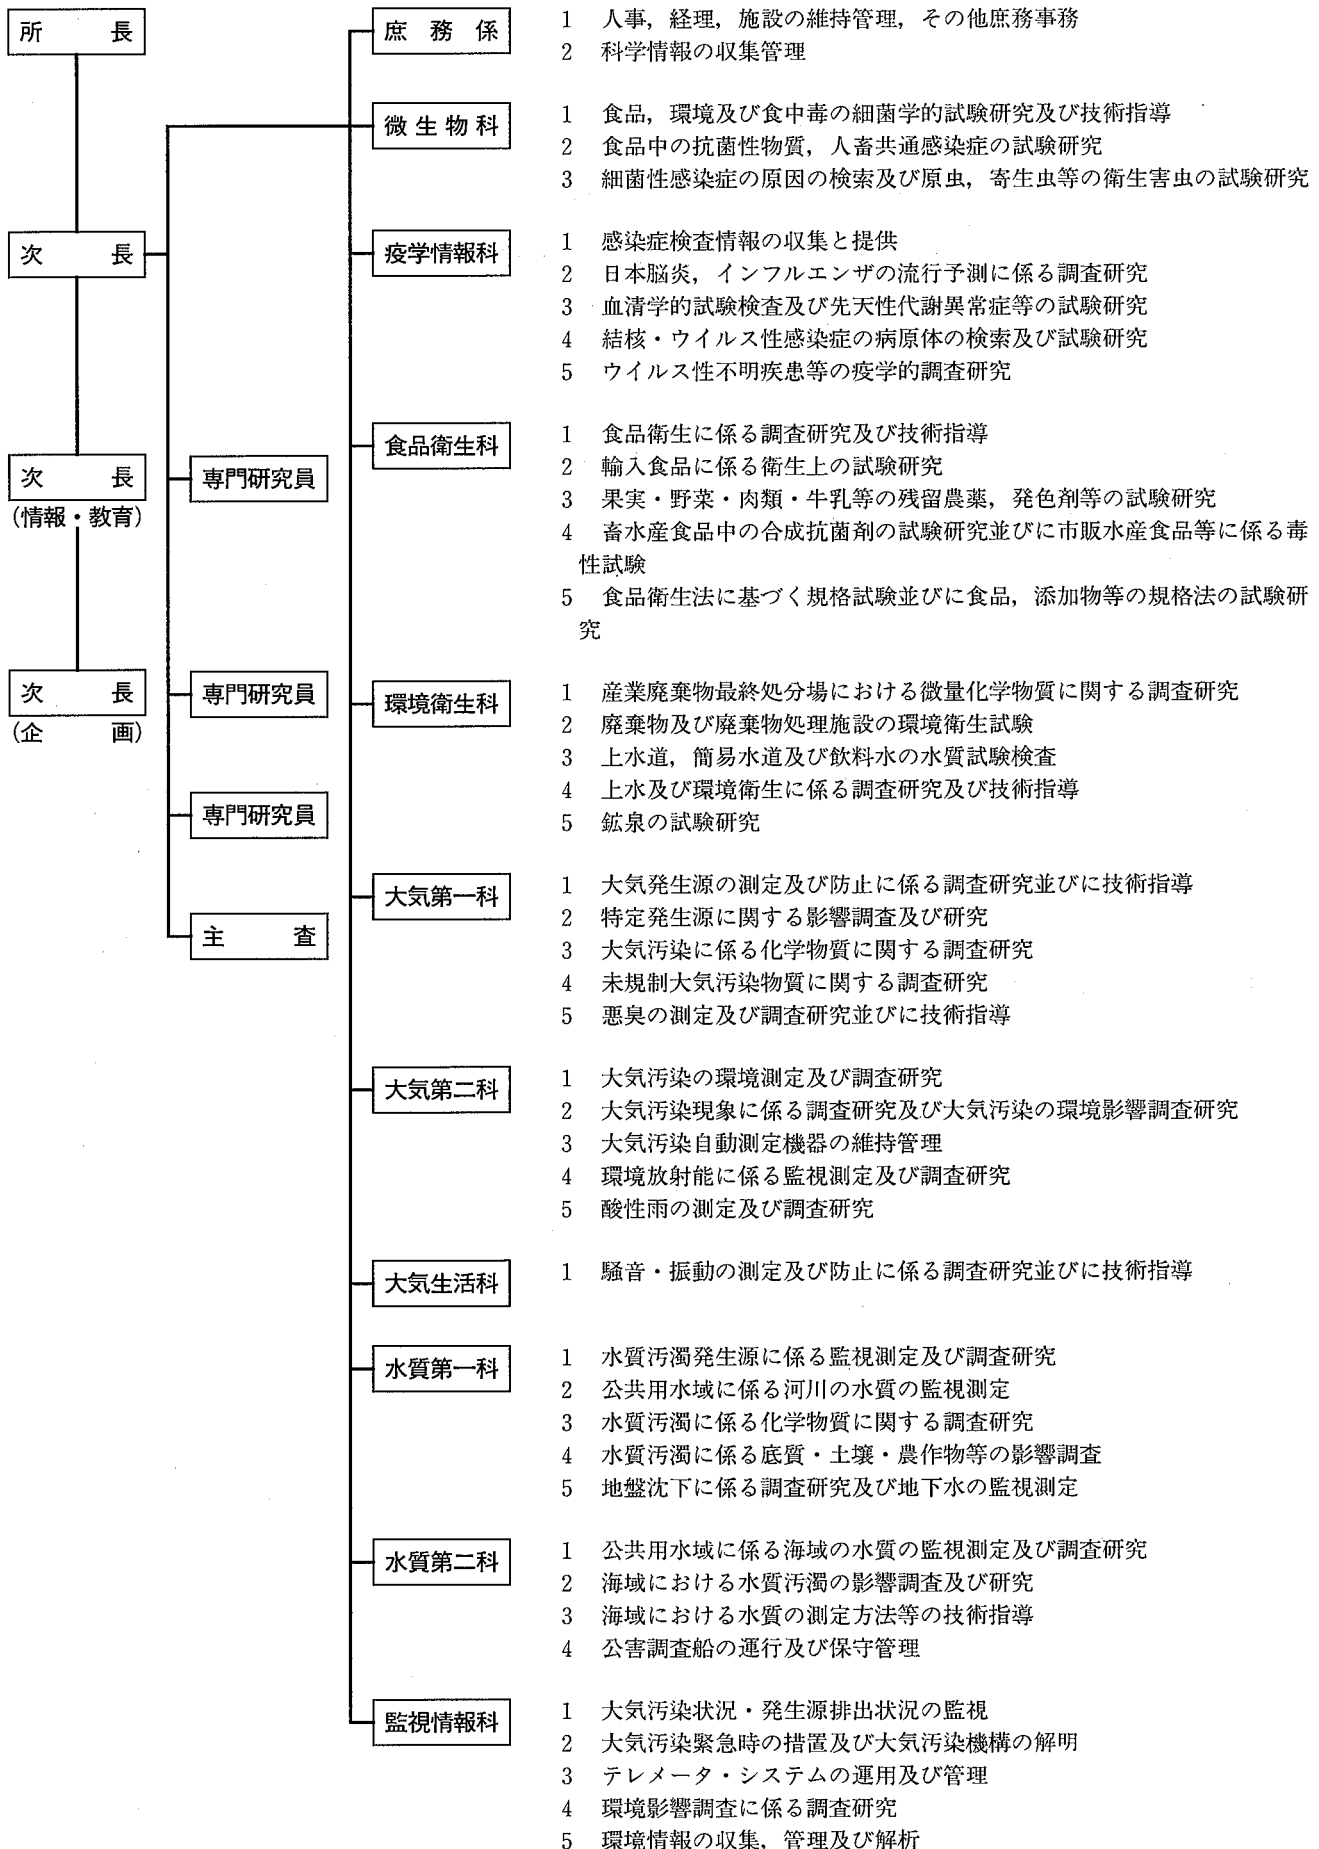 所長
次長
次長
(情報・教育)
次長
(企画)
専門研究員
専門研究員
専門研究員
主査
庶務係
1 人事，経理，施設の維持管理，その他庶務事務
2 科学情報の収集管理
微生物科
1 食品，環境及び食中毒の細菌学的試験研究及び技術指導
2 食品中の抗菌性物質，人畜共通感染症の試験研究
3 細菌性感染症の原因の検索及び原虫，寄生虫等の衛生害虫の試験研究
疫学情報科
1 感染症検査情報の収集と提供
2 日本脳炎，インフルエンザの流行予測に係る調査研究
3 血清学的試験検査及び先天性代謝異常症等の試験研究
4 結核・ウイルス性感染症の病原体の検索及び試験研究
5 ウイルス性不明疾患等の疫学的調査研究
食品衛生科
1 食品衛生に係る調査研究及び技術指導
2 輸入食品に係る衛生上の試験研究
3 果実・野菜・肉類・牛乳等の残留農薬，発色剤等の試験研究
4 畜水産食品中の合成抗菌剤の試験研究並びに市販水産食品等に係る毒
性試験
5 食品衛生法に基づく規格試験並びに食品，添加物等の規格法の試験研
究
環境衛生科
1 産業廃棄物最終処分場における微量化学物質に関する調査研究
2 廃棄物及び廃棄物処理施設の環境衛生試験
3 上水道，簡易水道及び飲料水の水質試験検査
4 上水及び環境衛生に係る調査研究及び技術指導
5 鉱泉の試験研究
大気第一科
1 大気発生源の測定及び防止に係る調査研究並びに技術指導
2 特定発生源に関する影響調査及び研究
3 大気汚染に係る化学物質に関する調査研究
4 未規制大気汚染物質に関する調査研究
5 悪臭の測定及び調査研究並びに技術指導
大気第二科
1 大気汚染の環境測定及び調査研究
2 大気汚染現象に係る調査研究及び大気汚染の環境影響調査研究
3 大気汚染自動測定機器の維持管理
4 環境放射能に係る監視測定及び調査研究
5 酸性雨の測定及び調査研究
大気生活科
1 騒音・振動の測定及び防止に係る調査研究並びに技術指導
水質第一科
1 水質汚濁発生源に係る監視測定及び調査研究
2 公共用水域に係る河川の水質の監視測定
3 水質汚濁に係る化学物質に関する調査研究
4 水質汚濁に係る底質・土壌・農作物等の影響調査
5 地盤沈下に係る調査研究及び地下水の監視測定
水質第二科
1 公共用水域に係る海域の水質の監視測定及び調査研究
2 海域における水質汚濁の影響調査及び研究
3 海域における水質の測定方法等の技術指導
4 公害調査船の運行及び保守管理
監視情報科
1 大気汚染状況・発生源排出状況の監視
2 大気汚染緊急時の措置及び大気汚染機構の解明
3 テレメータ・システムの運用及び管理
4 環境影響調査に係る調査研究
5 環境情報の収集，管理及び解析